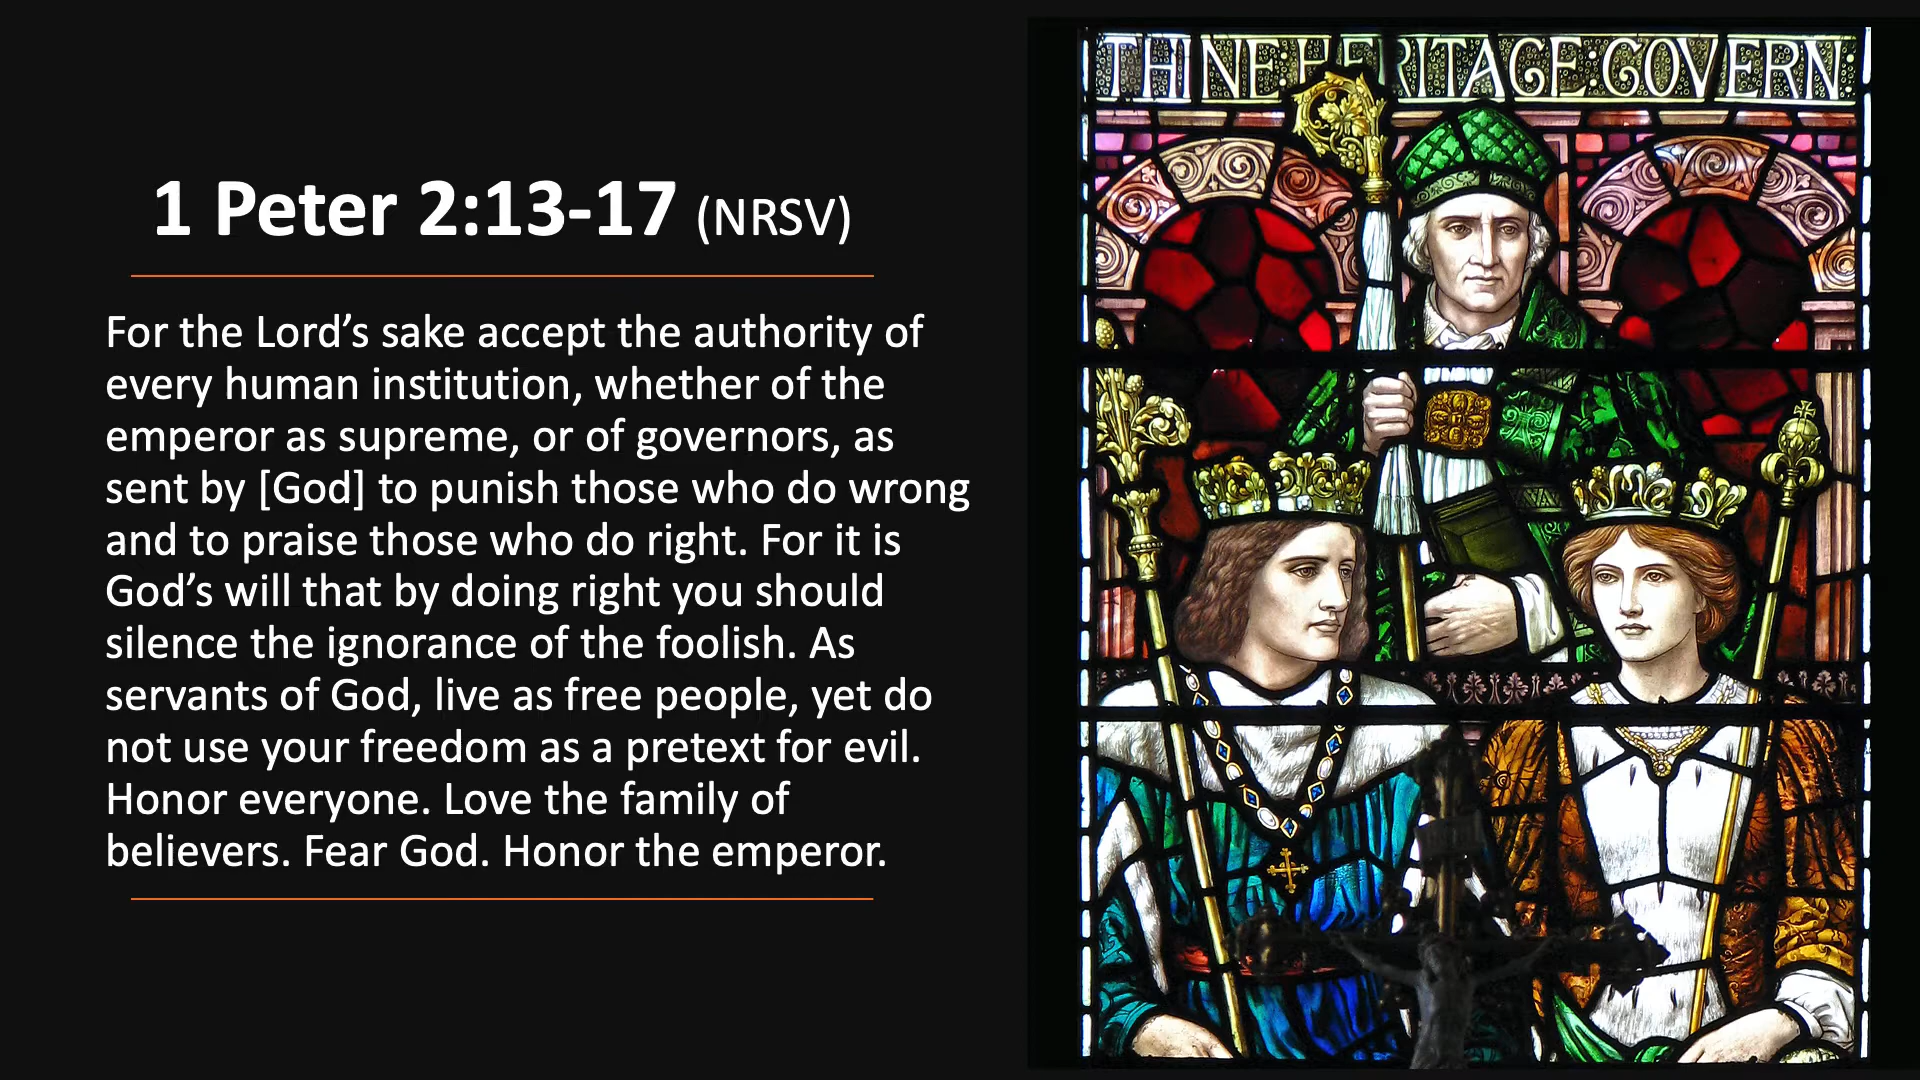 1 Peter 2:13-17 (NRSV)
For the Lord’s sake accept the authority of
every human institution, whether of the
emperor as supreme, or of governors, as
sent by [God] to punish those who do wrong
and to praise those who do right. For it is
God’s will that by doing right you should
silence the ignorance of the foolish. As
servants of God, live as free people, yet do
not use your freedom as a pretext for evil.
Honor everyone. Love the family of
believers. Fear God. Honor the emperor.
THINE: HERITAGE: GOVERN: